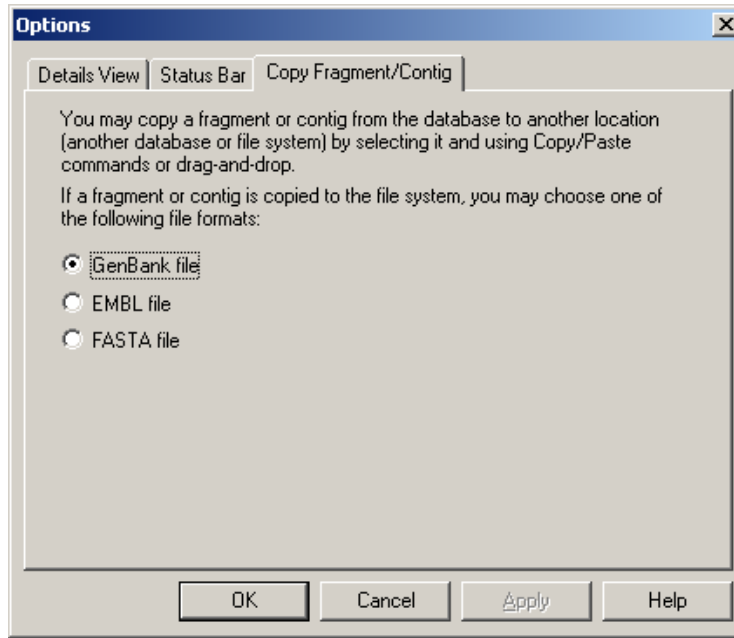 Options
Details View Status Bar Copy Fragment/Contig
You may copy a fragment or contig from the database to another location
(another database or file system) by selecting it and using Copy/Paste
commands or drag-and-drop.
If a fragment or contig is copied to the file system, you may choose one of
the following file formats:
GenBank file
EMBL file
FASTA file
OK Cancel Apply Help